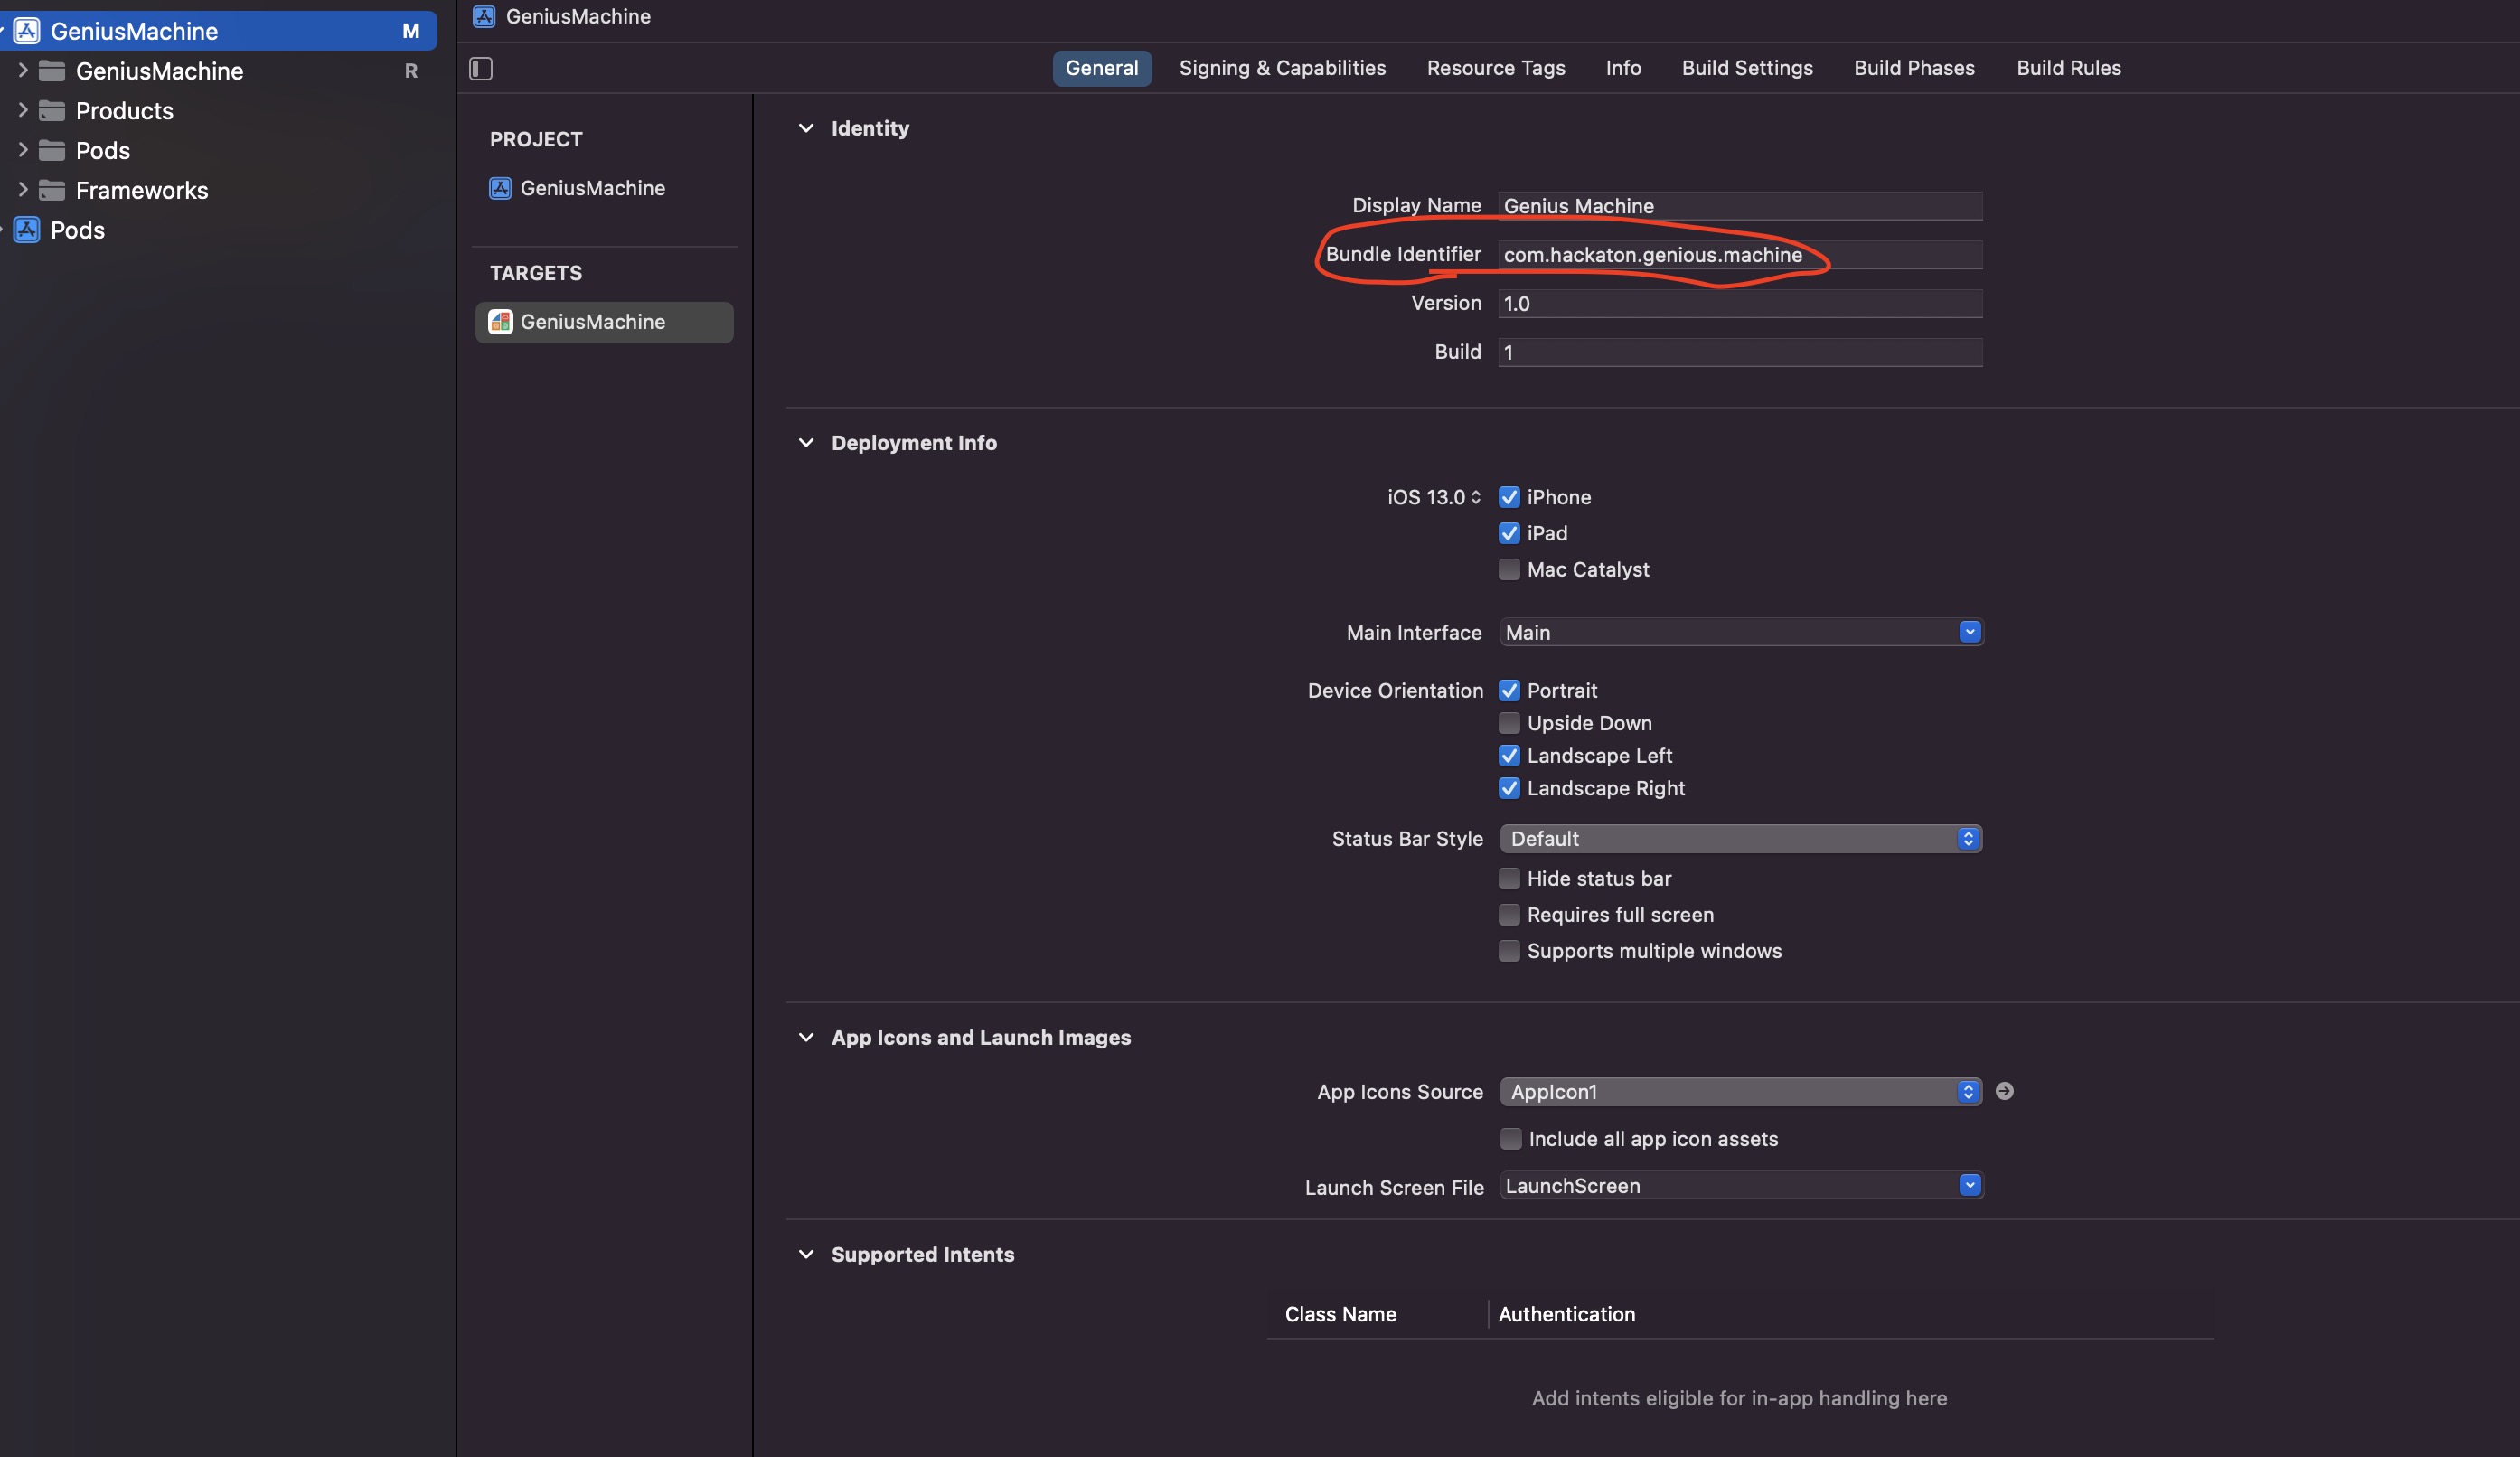 GeniusMachine M
GeniusMachine R
Products
Pods
Frameworks
Pods
GeniusMachine
General Signing & Capabilities Resource Tags Info Build Settings Build Phases Build Rules
PROJECT
GeniusMachine
TARGETS
GeniusMachine
Identity
Display Name Genius Machine
Bundle Identifier com.hackaton.genious.machine
Version 1.0
Build 1
Deployment Info
iOS 13.0 iPhone
iPad
Mac Catalyst
Main Interface Main
Device Orientation Portrait
Upside Down
Landscape Left
Landscape Right
Status Bar Style Default
Hide status bar
Requires full screen
Supports multiple windows
App Icons and Launch Images
App Icons Source AppIcon1
Include all app icon assets
Launch Screen File LaunchScreen
Supported Intents
Class Name Authentication
Add intents eligible for in-app handling here